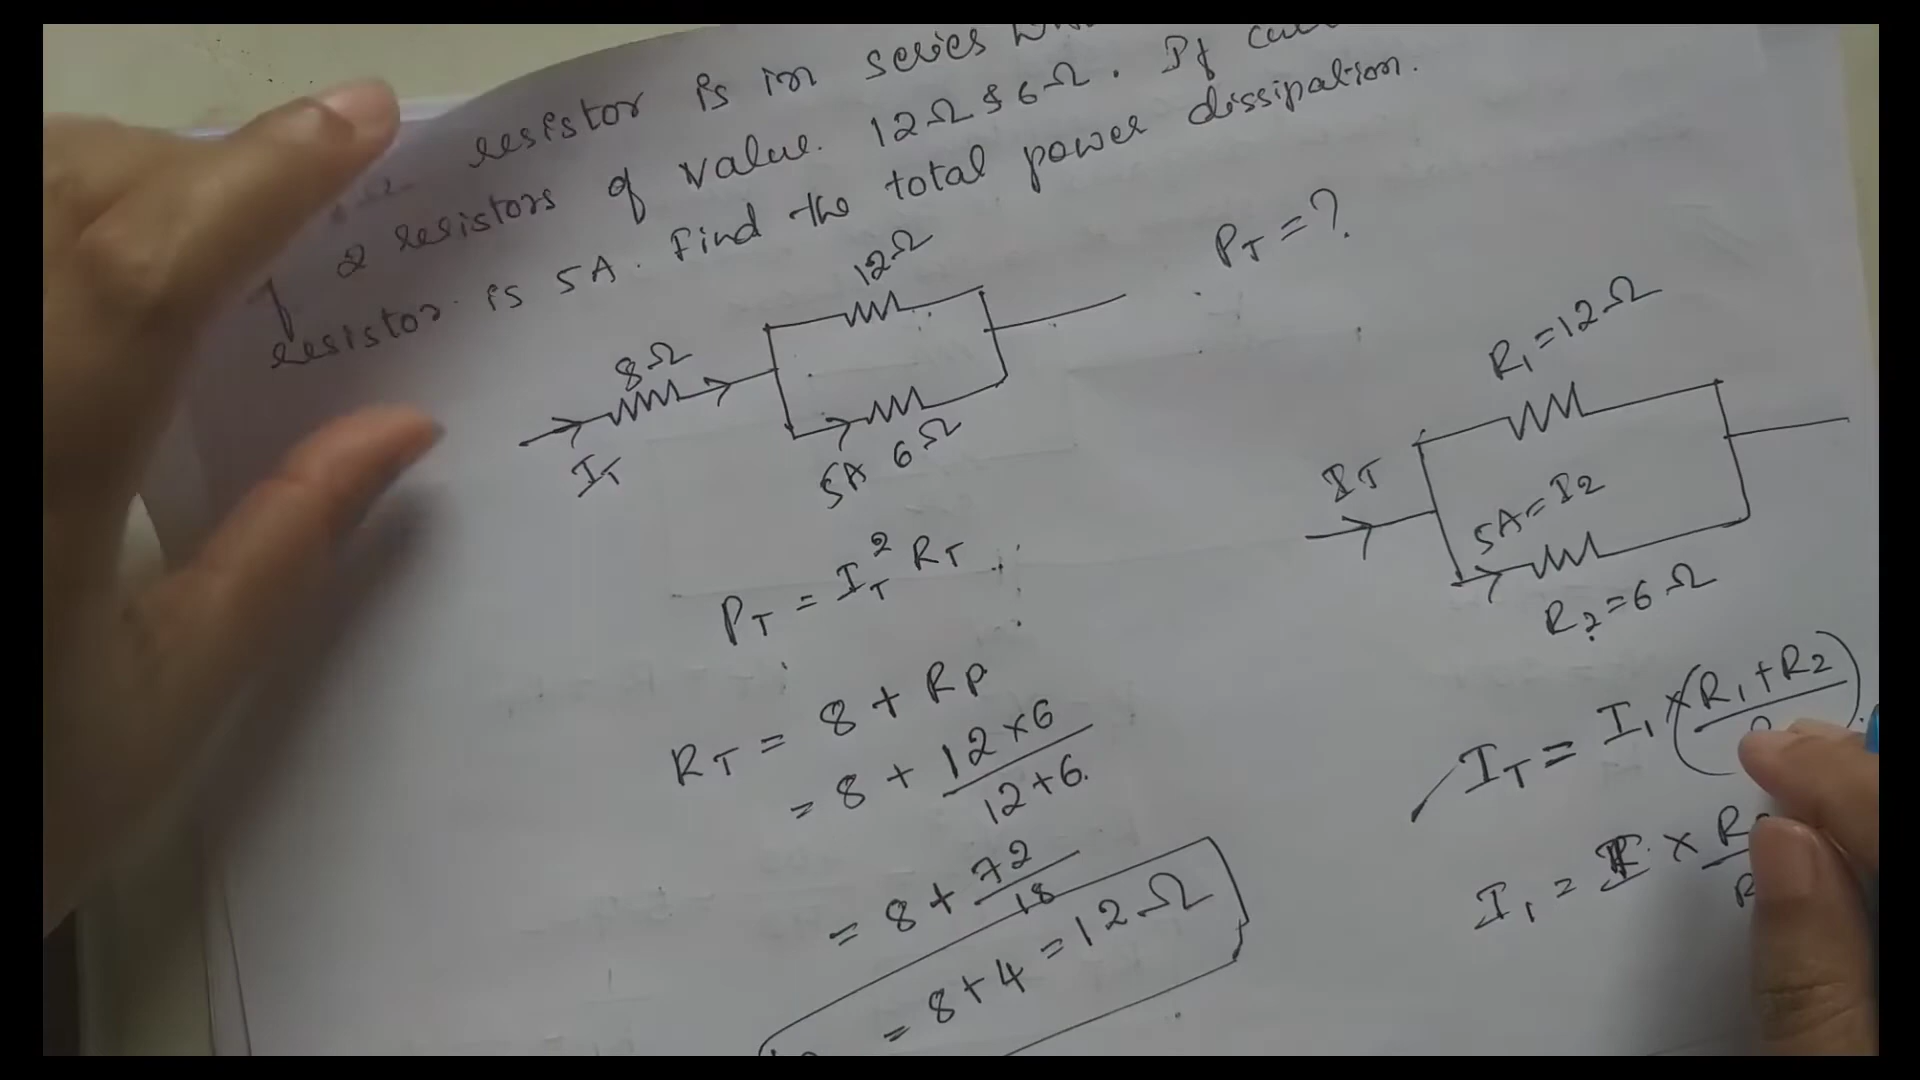 resistor is in series
2 resistors of value. 12Ω & 6Ω. If
resistor is 5A. Find the total power dissipation.
PT = ?
12Ω
8Ω
IT
5A 6Ω
R1 = 12Ω
IT
5A = I2
R2 = 6Ω
PT = IT² RT
RT = 8 + RP
= 8 + 12×6/12+6
= 8 + 72/18
= 8+4 = 12Ω
IT = I1 × (R1+R2/
I1 = I × R